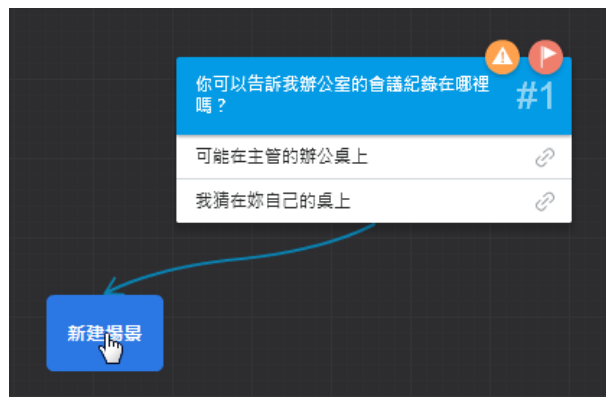 你可以告訴我辦公室的會議紀錄在哪裡
嗎？
#1
可能在主管的辦公桌上
我猜在妳自己的桌上
新建場景